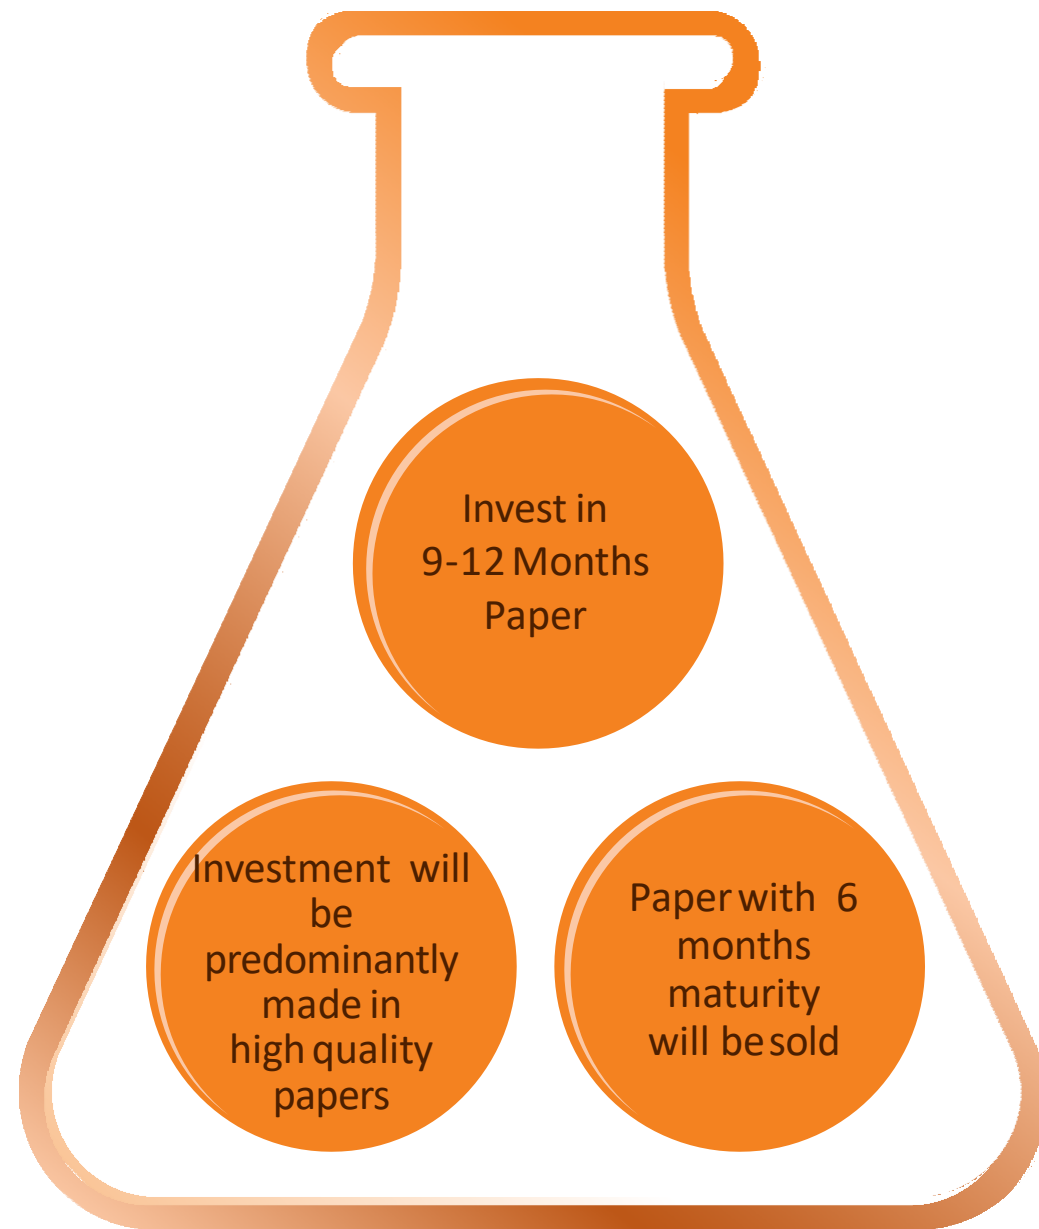 Invest in
9-12 Months
Paper
Investment will
be
predominantly
made in
high quality
papers
Paper with 6
months
maturity
will be sold